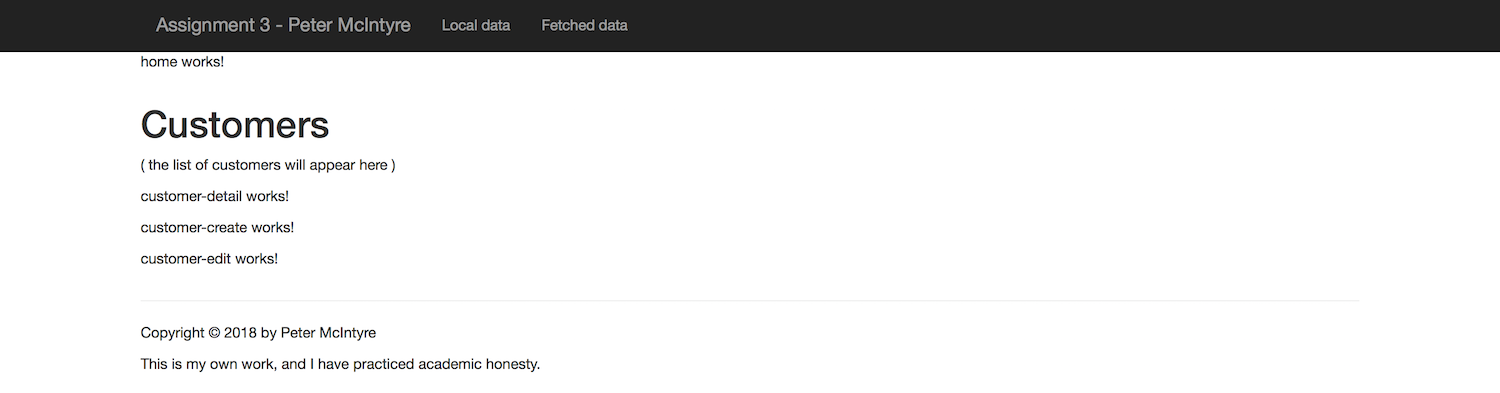 Assignment 3 - Peter McIntyre Local data Fetched data
home works!
Customers
( the list of customers will appear here )
customer-detail works!
customer-create works!
customer-edit works!
Copyright © 2018 by Peter McIntyre
This is my own work, and I have practiced academic honesty.